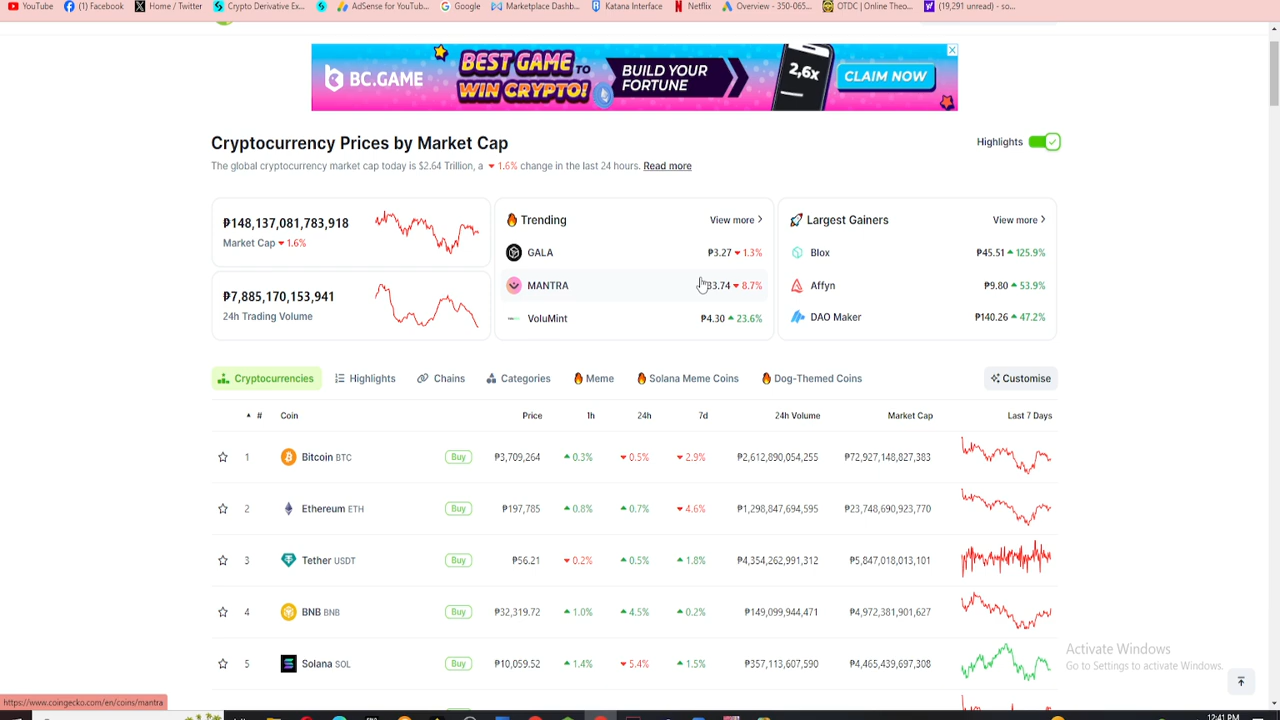 YouTube (1) Facebook Home / Twitter Crypto Derivative Ex... AdSense for YouTub... Google Marketplace Dashb... Katana Interface Netflix Overview - 350-065... OTDC | Online Theo... (19,291 unread) - so...
BC.GAME BEST GAME TO WIN CRYPTO! BUILD YOUR FORTUNE 2,6x CLAIM NOW
Cryptocurrency Prices by Market Cap
Highlights
The global cryptocurrency market cap today is $2.64 Trillion, a 1.6% change in the last 24 hours. Read more
₱148,137,081,783,918
Market Cap 1.6%
₱7,885,170,153,941
24h Trading Volume
Trending View more
GALA ₱3.27 1.3%
MANTRA 3.74 8.7%
VoluMint ₱4.30 23.6%
Largest Gainers View more
Blox ₱45.51 125.9%
Affyn ₱9.80 53.9%
DAO Maker ₱140.26 47.2%
Cryptocurrencies Highlights Chains Categories Meme Solana Meme Coins Dog-Themed Coins Customise
# Coin Price 1h 24h 7d 24h Volume Market Cap Last 7 Days
1 Bitcoin BTC Buy ₱3,709,264 0.3% 0.5% 2.9% ₱2,612,890,054,255 ₱72,927,148,827,383
2 Ethereum ETH Buy ₱197,785 0.8% 0.7% 4.6% ₱1,298,847,694,595 ₱23,748,690,923,770
3 Tether USDT Buy ₱56.21 0.2% 0.5% 1.8% ₱4,354,262,991,312 ₱5,847,018,013,101
4 BNB BNB Buy ₱32,319.72 1.0% 4.5% 0.2% ₱149,099,944,471 ₱4,972,381,901,627
5 Solana SOL Buy ₱10,059.52 1.4% 5.4% 1.5% ₱357,113,607,590 ₱4,465,439,697,308
Activate Windows
Go to Settings to activate Windows.
https://www.coingecko.com/en/coins/mantra
12:41 PM